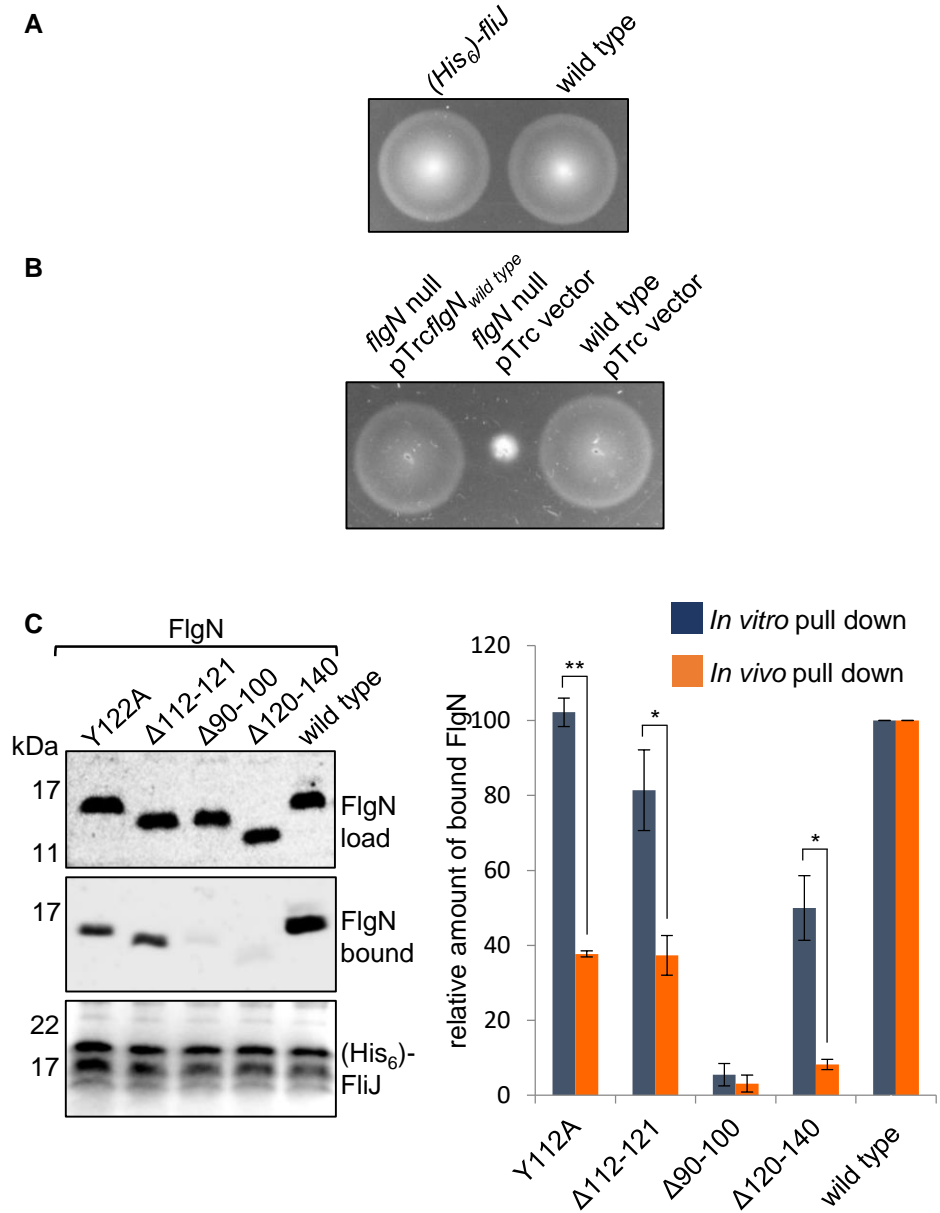 A
(His6)-fliJ
wild type
B
flgN null
pTrcflgNwild type
flgN null
pTrc vector
wild type
pTrc vector
C
FlgN
Y122A
Δ112-121
Δ90-100
Δ120-140
wild type
kDa
17
11
FlgN
load
17
FlgN
bound
22
17
(His6)-
FliJ
In vitro pull down
In vivo pull down
relative amount of bound FlgN
120
100
80
60
40
20
0
**
*
*
Y112A
Δ112-121
Δ90-100
Δ120-140
wild type